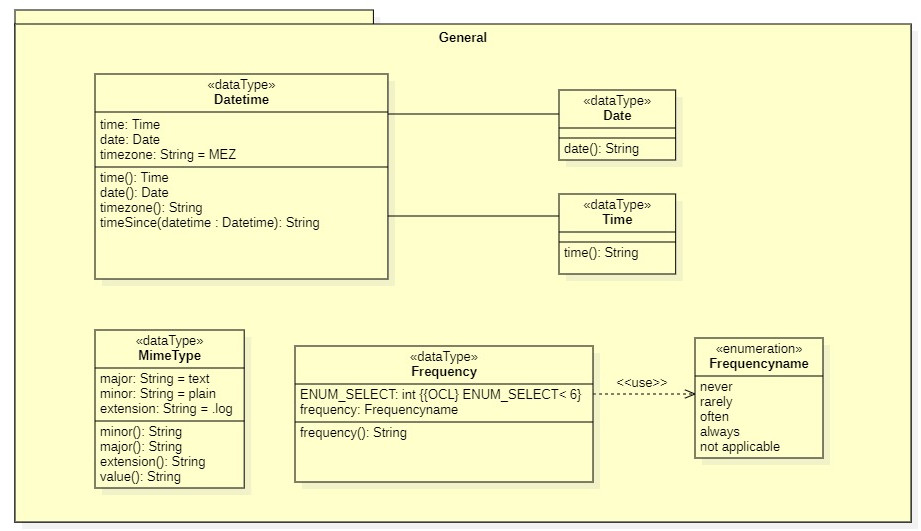 General
«dataType»
Datetime
time: Time
date: Date
timezone: String = MEZ
time(): Time
date(): Date
timezone(): String
timeSince(datetime : Datetime): String
«dataType»
Date
date(): String
«dataType»
Time
time(): String
«dataType»
MimeType
major: String = text
minor: String = plain
extension: String = .log
minor(): String
major(): String
extension(): String
value(): String
«dataType»
Frequency
ENUM_SELECT: int {{OCL} ENUM_SELECT< 6}
frequency: Frequencyname
frequency(): String
<<use>>
«enumeration»
Frequencyname
never
rarely
often
always
not applicable